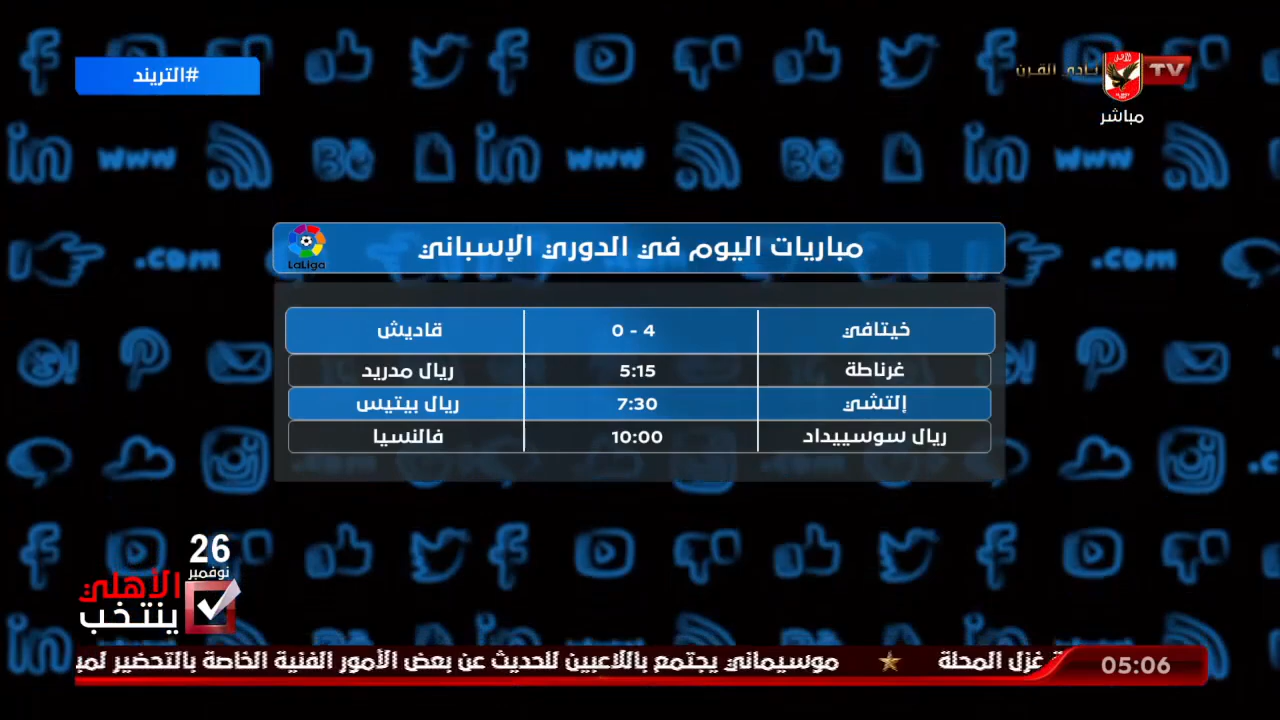 #التريند
نادي القرن
TV
مباشر
مباريات اليوم في الدوري الإسباني
LaLiga
خيتافي 4 - 0 قاديش
غرناطة 5:15 ريال مدريد
إلتشي 7:30 ريال بيتيس
ريال سوسييداد 10:00 فالنسيا
26
نوفمبر
الأهلي
ينتخب
غزل المحلة ★ موسيماني يجتمع باللاعبين للحديث عن بعض الأمور الفنية الخاصة بالتحضير
05:06